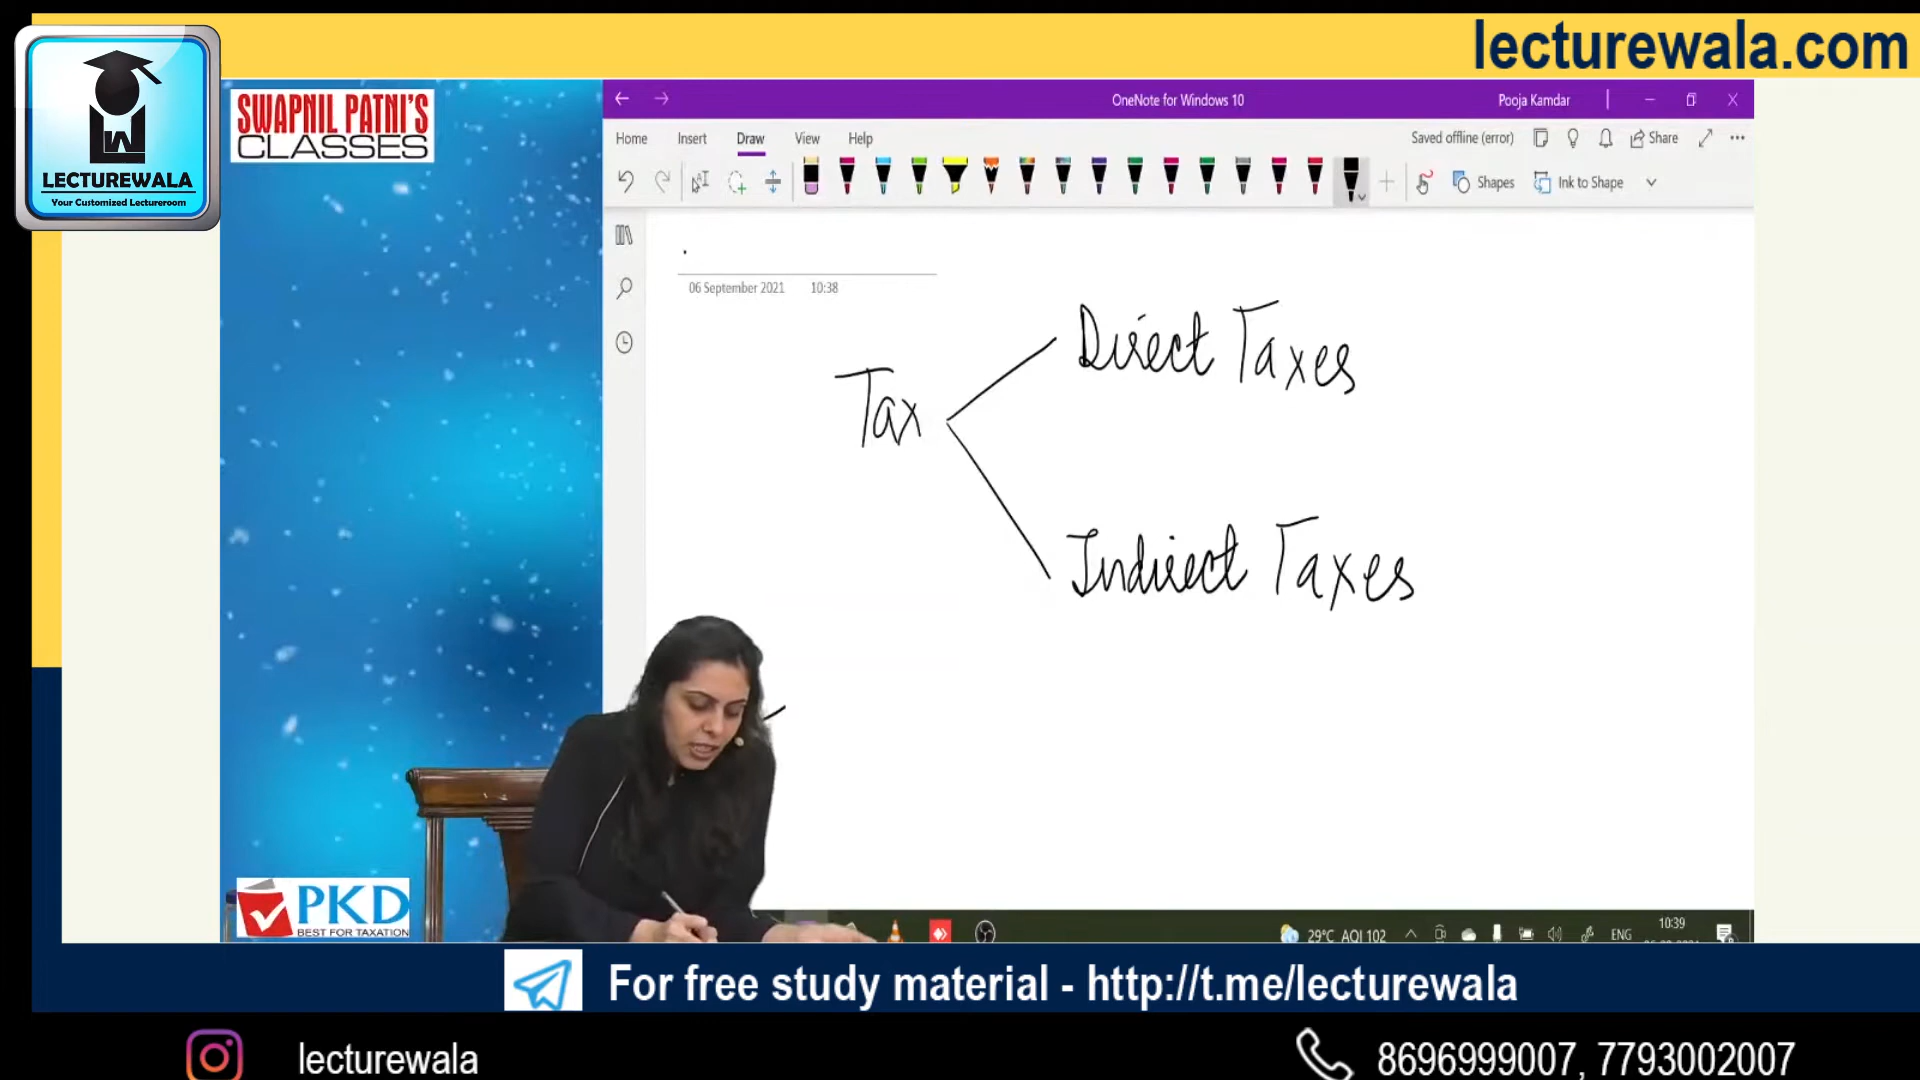 lecturewala.com
LW
LECTUREWALA
Your Customized Lectureroom
SWAPNIL PATNI'S
CLASSES
OneNote for Windows 10
Pooja Kamdar
Home Insert Draw View Help
Saved offline (error)
Share
Shapes
Ink to Shape
.
06 September 2021 10:38
Direct Taxes
Tax
Indirect Taxes
PKD
BEST FOR TAXATION
29°C AQI 102
ENG
10:39
For free study material - http://t.me/lecturewala
lecturewala
8696999007, 7793002007